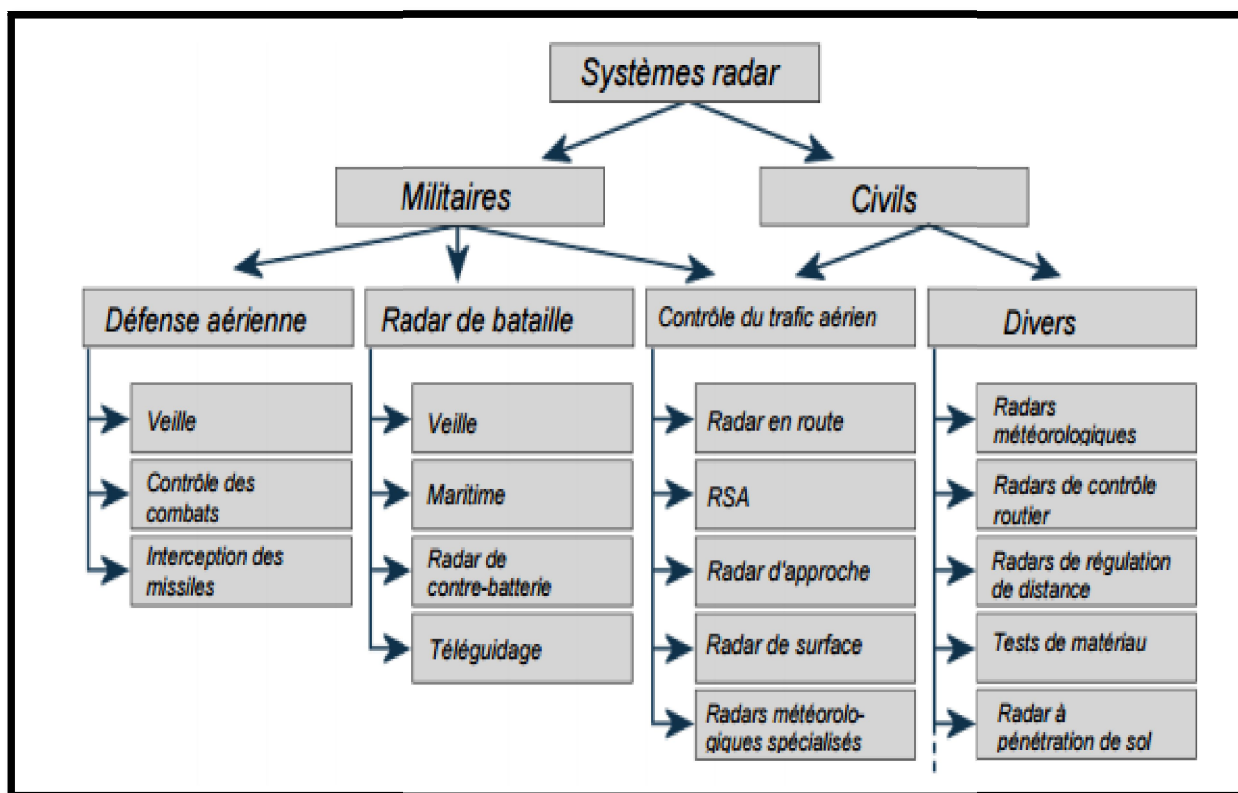 Systèmes radar
Militaires
Civils
Défense aérienne
Radar de bataille
Contrôle du trafic aérien
Divers
Veille
Contrôle des
combats
Interception des
missiles
Veille
Maritime
Radar de
contre-batterie
Téléguidage
Radar en route
RSA
Radar d'approche
Radar de surface
Radars météorolo-
giques spécialisés
Radars
météorologiques
Radars de contrôle
routier
Radars de régulation
de distance
Tests de matériau
Radar à
pénétration de sol